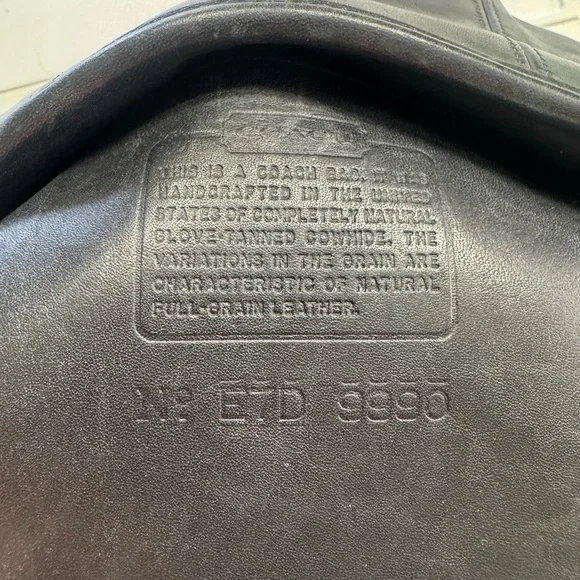 COACH
THIS IS A COACH BAG. IT WAS
HANDCRAFTED IN THE UNITED
STATES OF COMPLETELY NATURAL
GLOVE-TANNED COWHIDE. THE
VARIATIONS IN THE GRAIN ARE
CHARACTERISTIC OF NATURAL
FULL-GRAIN LEATHER.
No: E7D 9990